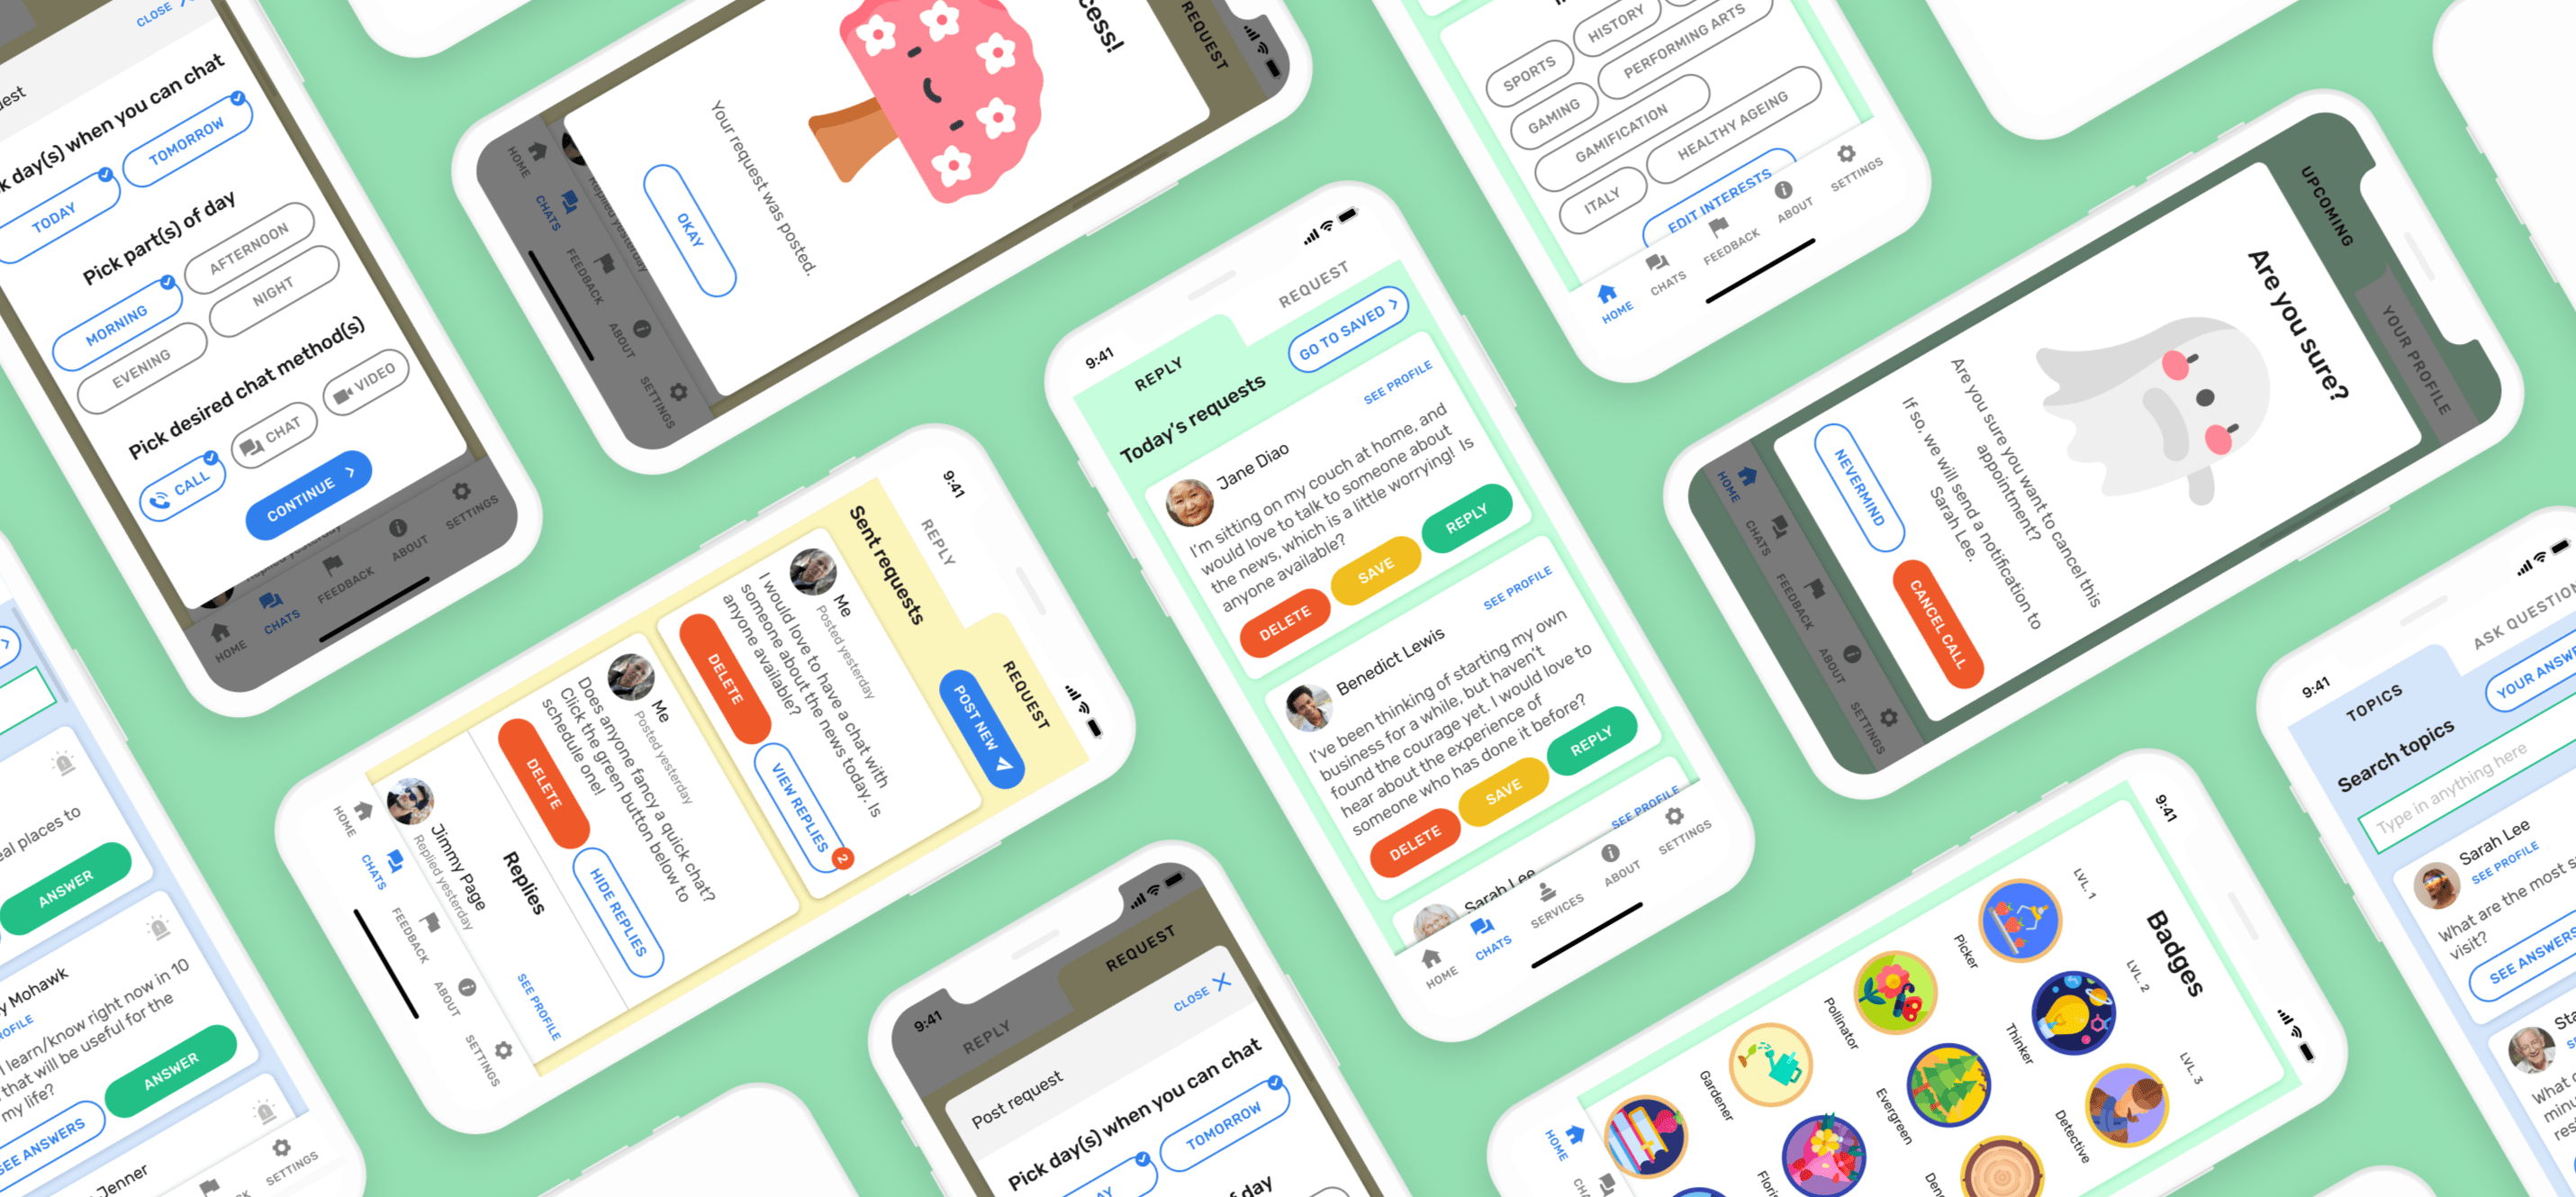 CLOSE
day(s) when you can chat
TODAY
TOMORROW
Pick part(s) of day
MORNING
AFTERNOON
EVENING
NIGHT
Pick desired chat method(s)
CALL
CHAT
VIDEO
CONTINUE >
Replied yesterday
HOME
CHATS
FEEDBACK
ABOUT
SETTINGS
REQUEST
Your request was posted.
OKAY
Replied yesterday
HOME
CHATS
FEEDBACK
ABOUT
SETTINGS
SPORTS
HISTORY
GAMING
PERFORMING ARTS
GAMIFICATION
ITALY
HEALTHY AGEING
EDIT INTERESTS
HOME
CHATS
FEEDBACK
ABOUT
SETTINGS
UPCOMING
YOUR PROFILE
Are you sure?
Are you sure you want to cancel this
appointment?
If so, we will send a notification to
Sarah Lee.
NEVERMIND
CANCEL CALL
HOME
CHATS
FEEDBACK
ABOUT
SETTINGS
9:41
REPLY
REQUEST
Today's requests
GO TO SAVED >
SEE PROFILE
Jane Diao
I'm sitting on my couch at home, and
would love to talk to someone about
the news, which is a little worrying! Is
anyone available?
DELETE
SAVE
REPLY
SEE PROFILE
Benedict Lewis
I've been thinking of starting my own
business for a while, but haven't
found the courage yet. I would love to
hear about the experience of
someone who has done it before?
DELETE
SAVE
REPLY
SEE PROFILE
Sarah Lee
HOME
CHATS
SERVICES
ABOUT
SETTINGS
9:41
REPLY
REQUEST
Sent requests
POST NEW
Me
Posted yesterday
I would love to have a chat with
someone about the news today. Is
anyone available?
DELETE
VIEW REPLIES
2
Me
Posted yesterday
Does anyone fancy a quick chat?
Click the green button below to
schedule one!
DELETE
HIDE REPLIES
Replies
Jimmy Page
Replied yesterday
SEE PROFILE
HOME
CHATS
FEEDBACK
ABOUT
SETTINGS
places to
ANSWER
Mohawk
learn/know right now in 10
that will be useful for the
my life?
SEE ANSWERS
ANSWER
Jenner
SETTINGS
9:41
REPLY
REQUEST
Post request
CLOSE
Pick day(s) when you can chat
TOMORROW
9:41
Badges
LVL. 1
LVL. 2
LVL. 3
Picker
Thinker
Detective
Pollinator
Evergreen
Gardener
HOME
9:41
TOPICS
ASK QUESTION
Search topics
YOUR
Type in anything here
Sarah Lee
SEE PROFILE
What are the most
visit?
SEE ANSWERS
What